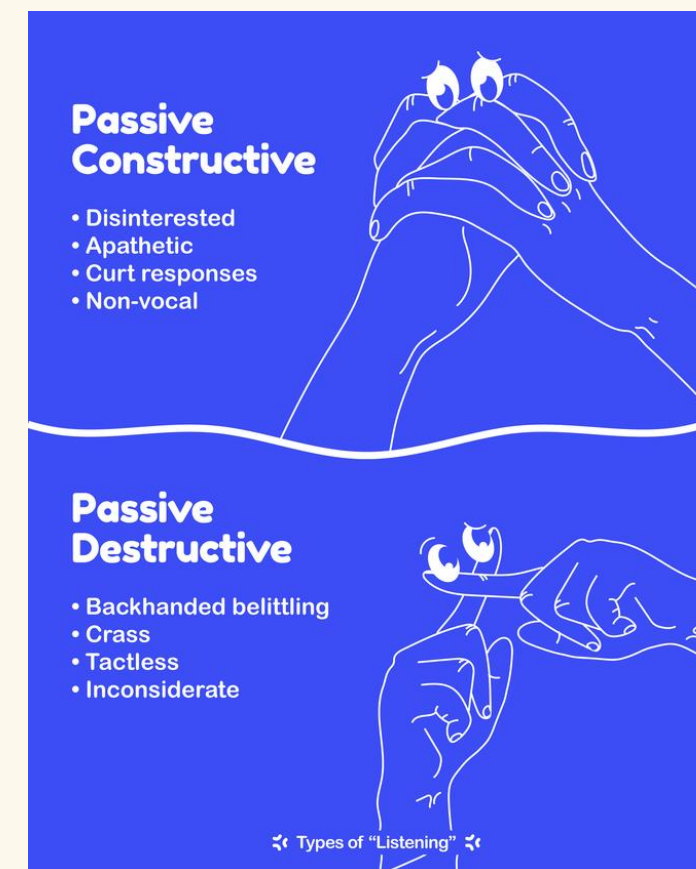 Passive
Constructive
• Disinterested
• Apathetic
• Curt responses
• Non-vocal
Passive
Destructive
• Backhanded belittling
• Crass
• Tactless
• Inconsiderate
Types of “Listening”